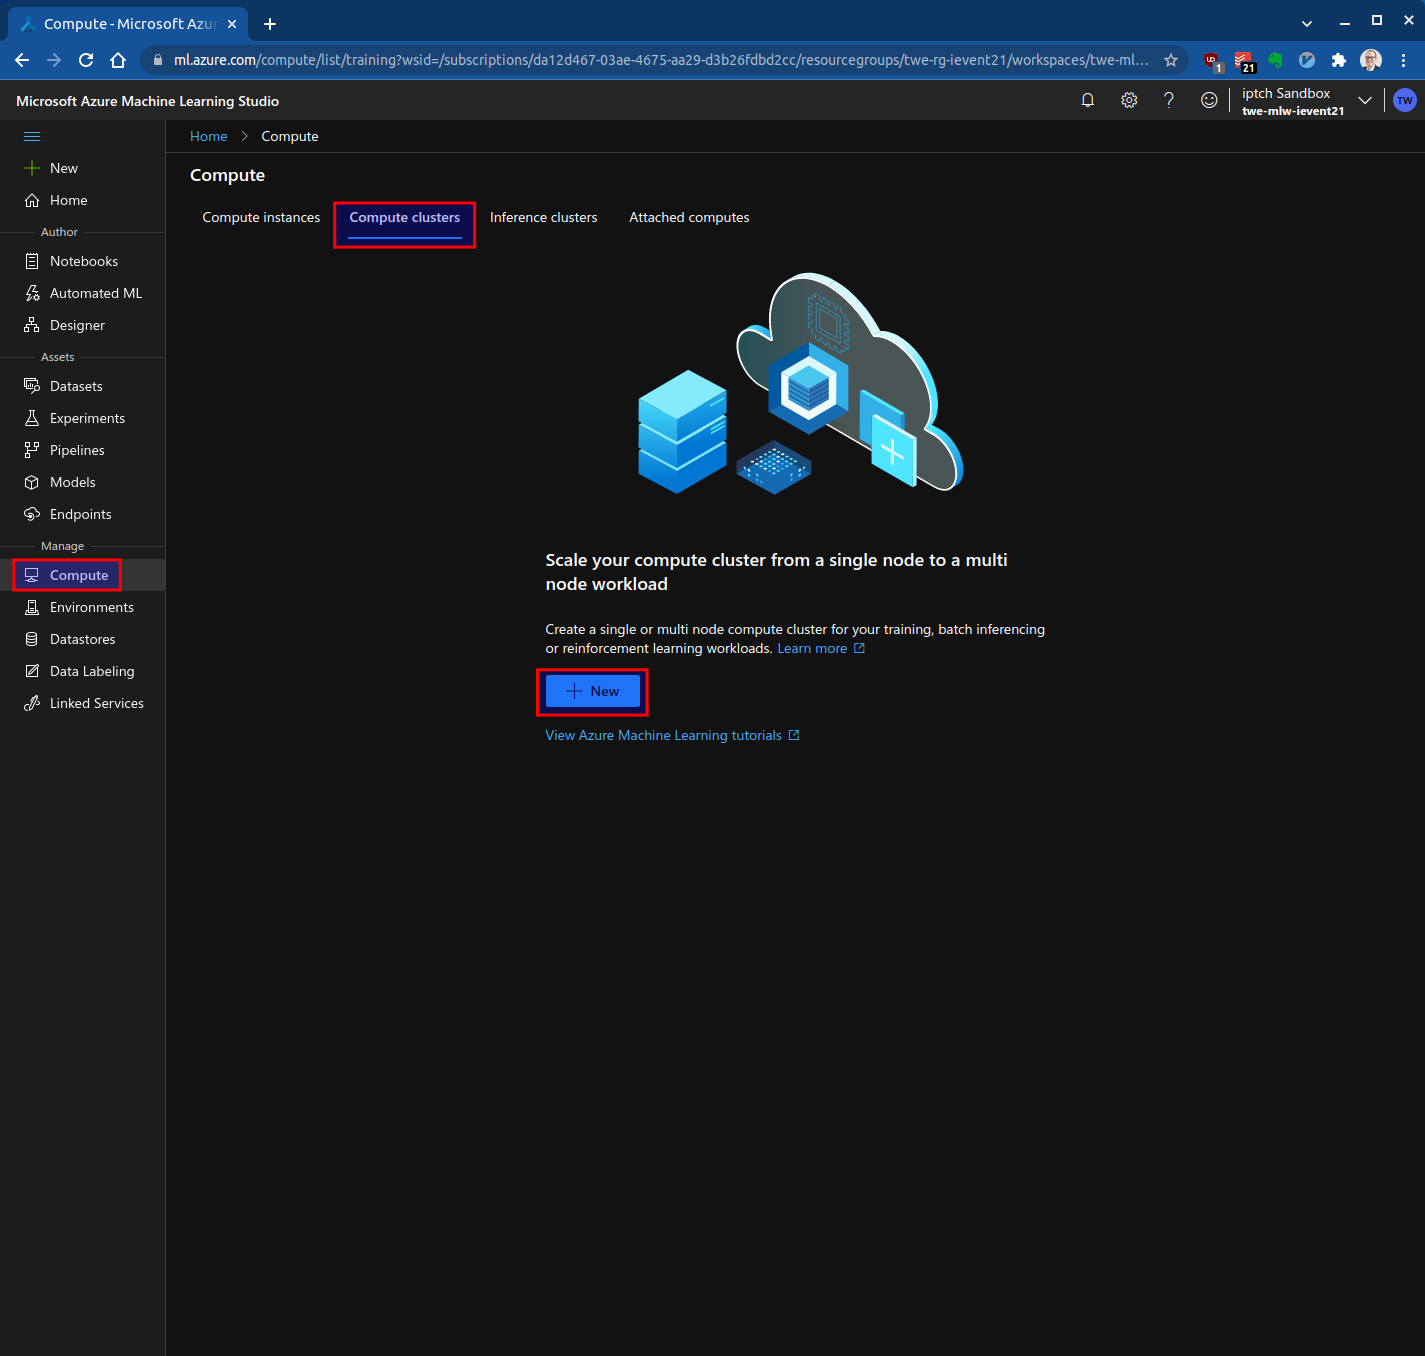 Compute - Microsoft Azur
ml.azure.com/compute/list/training?wsid=/subscriptions/da12d467-03ae-4675-aa29-d3b26fdbd2cc/resourcegroups/twe-rg-ievent21/workspaces/twe-ml...
1
21
Microsoft Azure Machine Learning Studio
iptch Sandbox
twe-mlw-ievent21
TW
New
Home
Author
Notebooks
Automated ML
Designer
Assets
Datasets
Experiments
Pipelines
Models
Endpoints
Manage
Compute
Environments
Datastores
Data Labeling
Linked Services
Home > Compute
Compute
Compute instances
Compute clusters
Inference clusters
Attached computes
Scale your compute cluster from a single node to a multi
node workload
Create a single or multi node compute cluster for your training, batch inferencing
or reinforcement learning workloads. Learn more
New
View Azure Machine Learning tutorials